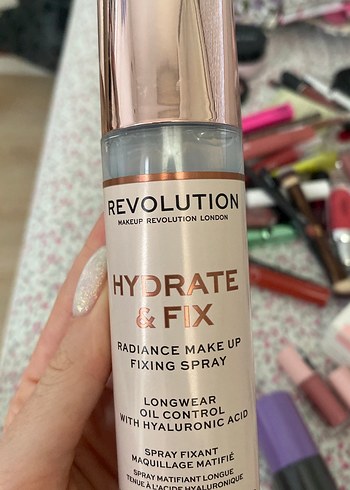 REVOLUTION
MAKEUP REVOLUTION LONDON
HYDRATE
& FIX
RADIANCE MAKE UP
FIXING SPRAY
LONGWEAR
OIL CONTROL
WITH HYALURONIC ACID
SPRAY FIXANT
MAQUILLAGE MATIFIÉ
SPRAY MATIFIANT LONGUE
TENUE À L'ACIDE HYALURONIQUE